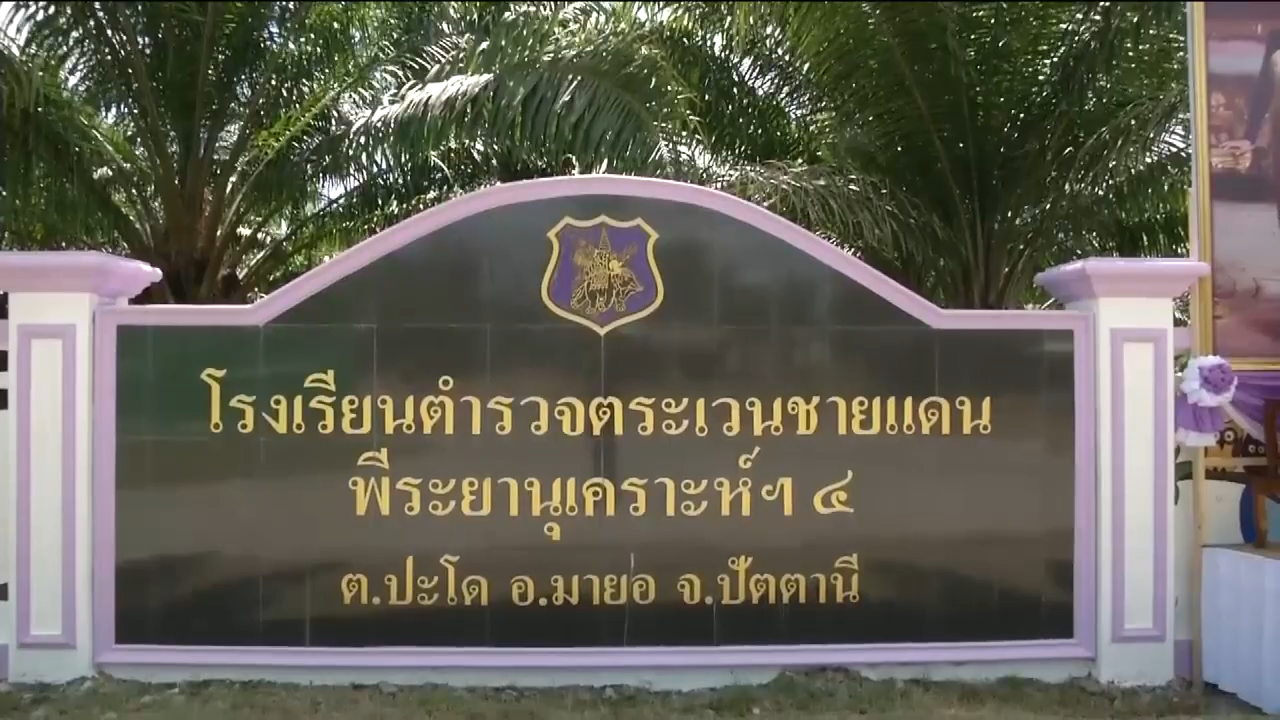 โรงเรียนตำรวจตระเวนชายแดน
พีระยานุเคราะห์ฯ ๔
ต.ปะโด อ.มายอ จ.ปัตตานี